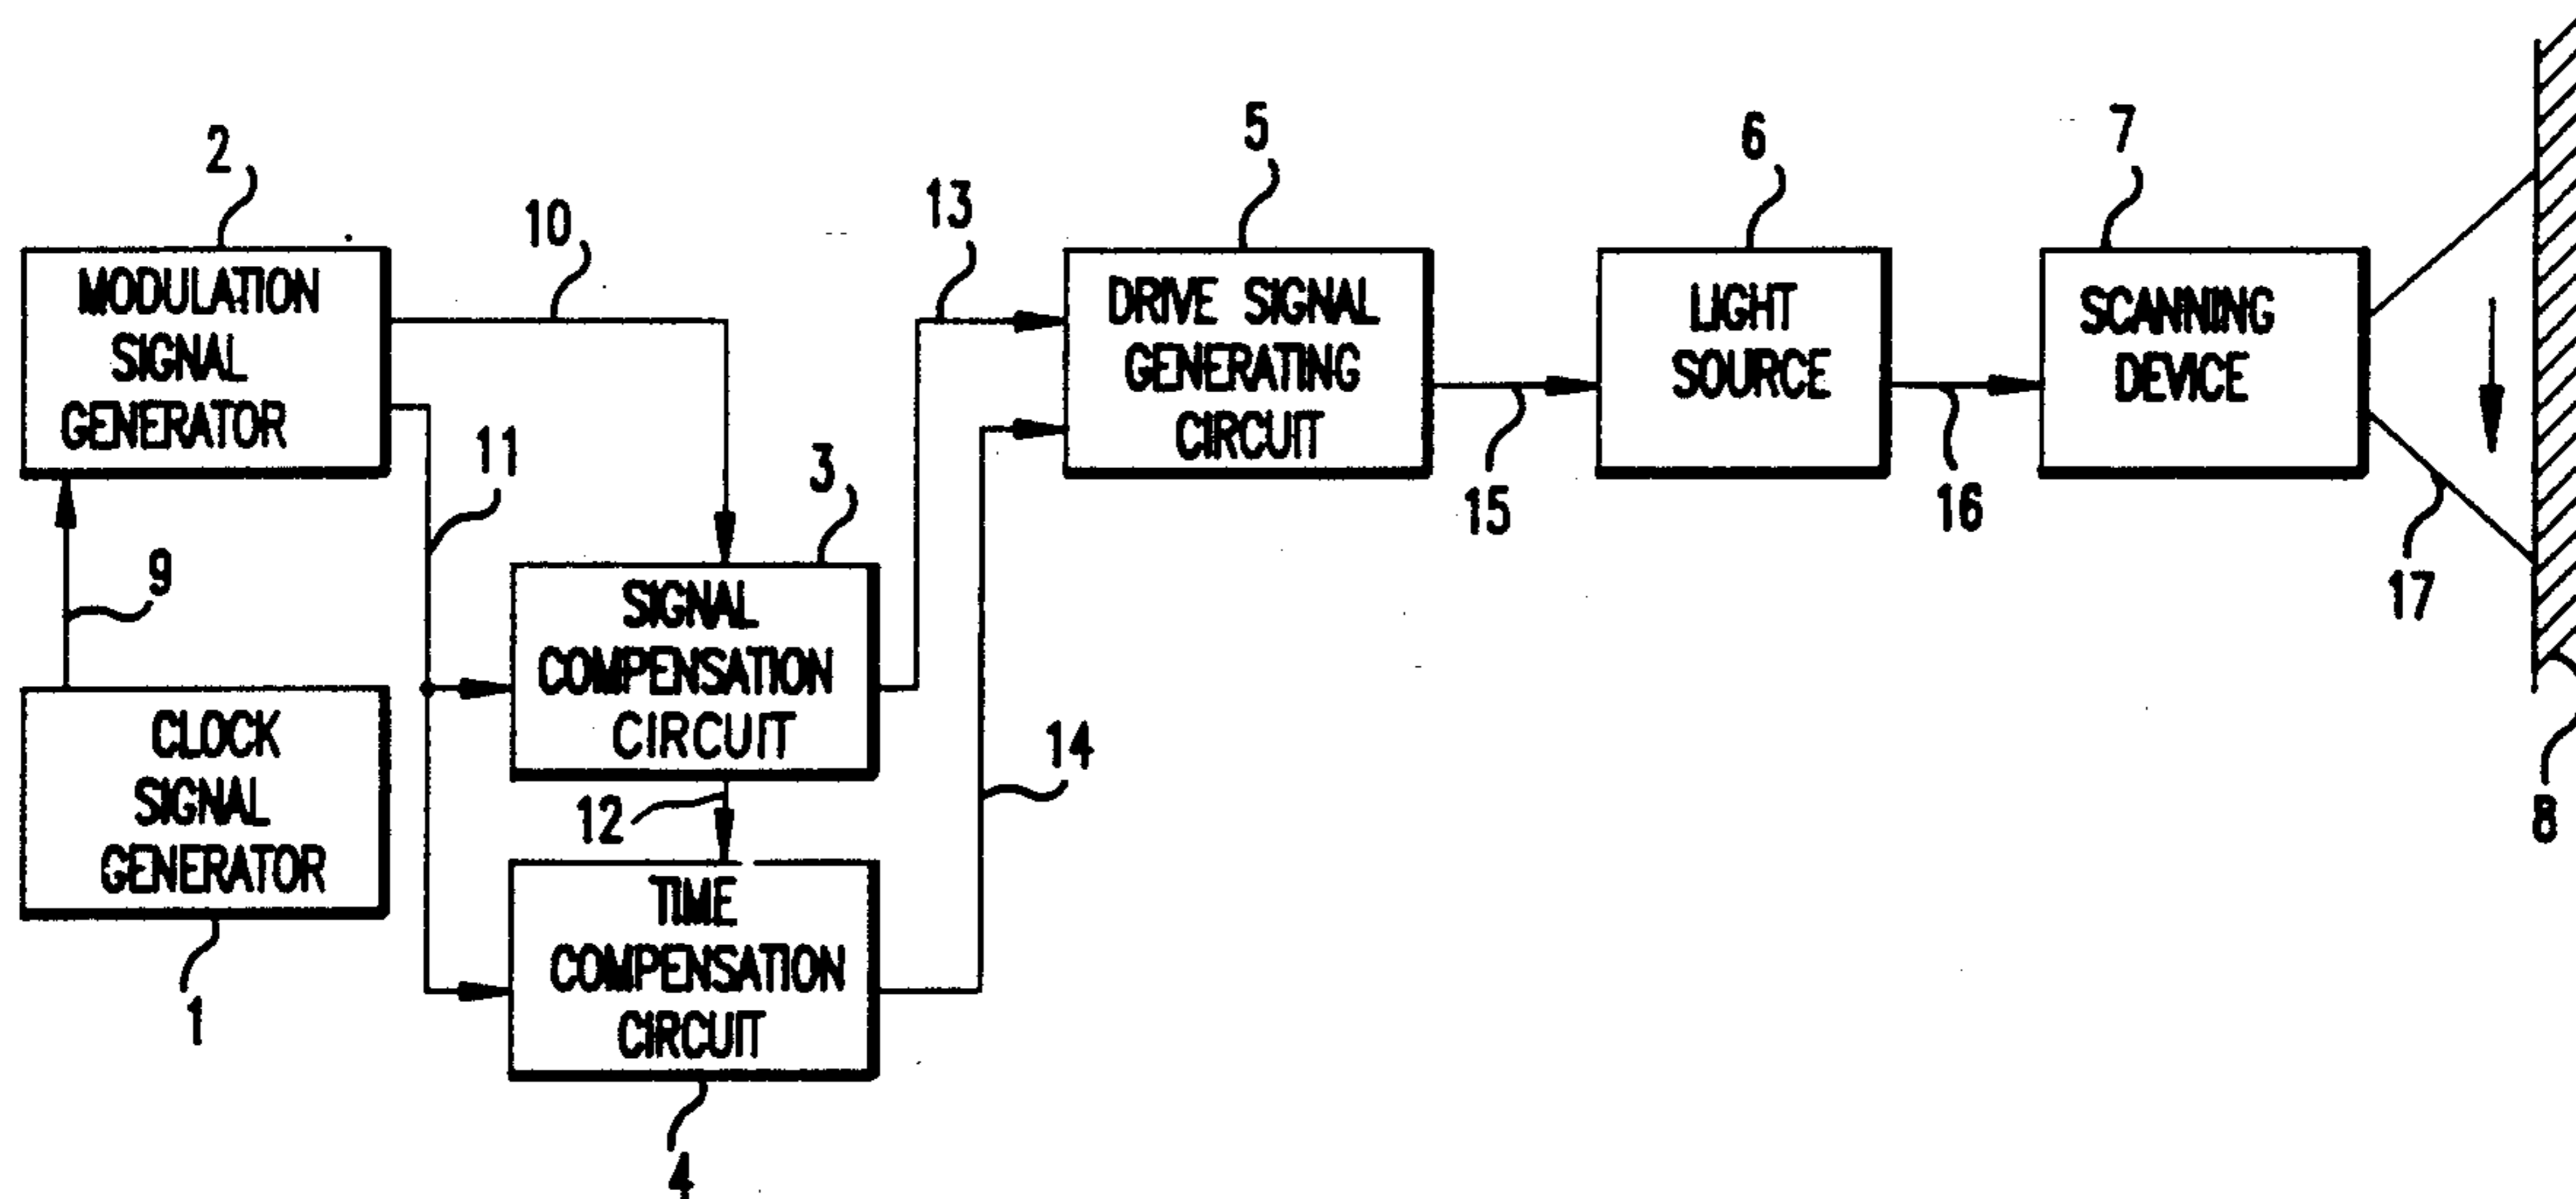 2
MODULATION
SIGNAL
GENERATOR
10
11
9
CLOCK
SIGNAL
GENERATOR
1
3
SIGNAL
COMPENSATION
CIRCUIT
12
TIME
COMPENSATION
CIRCUIT
4
13
14
5
DRIVE SIGNAL
GENERATING
CIRCUIT
15
6
LIGHT
SOURCE
16
7
SCANNING
DEVICE
17
8